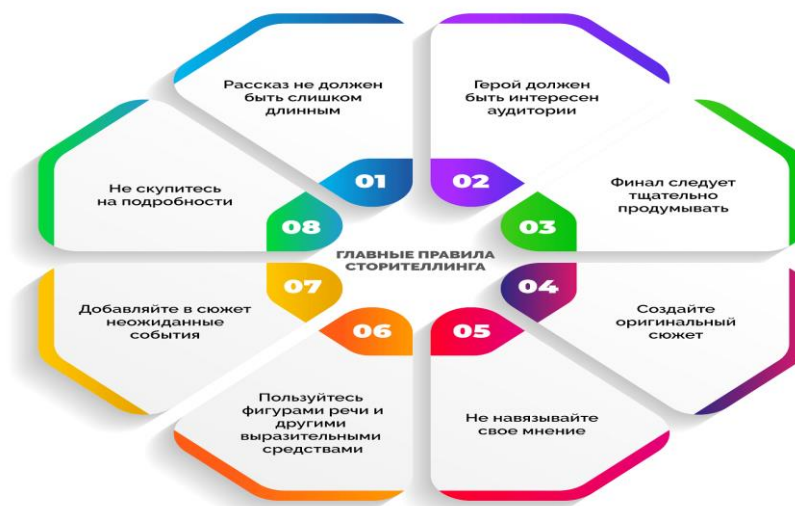 ГЛАВНЫЕ ПРАВИЛА
СТОРИТЕЛЛИНГА
01
Рассказ не должен
быть слишком
длинным
02
Герой должен
быть интересен
аудитории
03
Финал следует
тщательно
продумывать
04
Создайте
оригинальный
сюжет
05
Не навязывайте
свое мнение
06
Пользуйтесь
фигурами речи и
другими
выразительными
средствами
07
Добавляйте в сюжет
неожиданные
события
08
Не скупитесь
на подробности